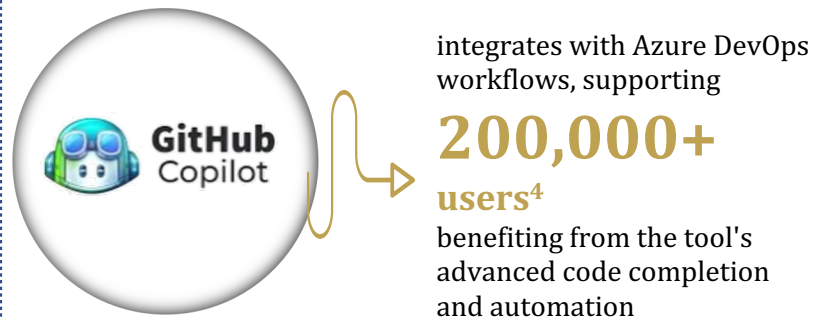 GitHub
Copilot
integrates with Azure DevOps
workflows, supporting
200,000+
users⁴
benefiting from the tool's
advanced code completion
and automation